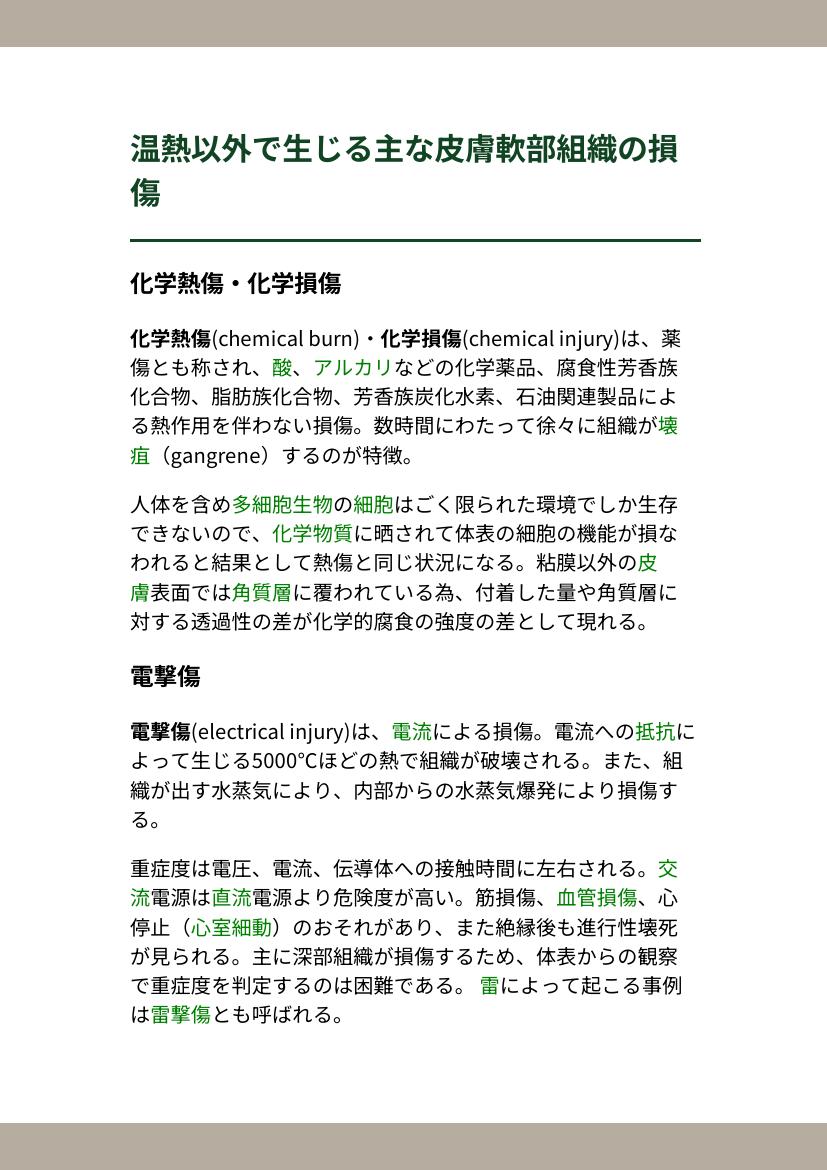 温熱以外で生じる主な皮膚軟部組織の損
傷
化学熱傷・化学損傷
化学熱傷(chemical burn)・化学損傷(chemical injury)は、薬
傷とも称され、酸、アルカリなどの化学薬品、腐食性芳香族
化合物、脂肪族化合物、芳香族炭化水素、石油関連製品によ
る熱作用を伴わない損傷。数時間にわたって徐々に組織が壊
疽（gangrene）するのが特徴。
人体を含め多細胞生物の細胞はごく限られた環境でしか生存
できないので、化学物質に晒されて体表の細胞の機能が損な
われると結果として熱傷と同じ状況になる。粘膜以外の皮
膚表面では角質層に覆われている為、付着した量や角質層に
対する透過性の差が化学的腐食の強度の差として現れる。
電撃傷
電撃傷(electrical injury)は、電流による損傷。電流への抵抗に
よって生じる5000℃ほどの熱で組織が破壊される。また、組
織が出す水蒸気により、内部からの水蒸気爆発により損傷す
る。
重症度は電圧、電流、伝導体への接触時間に左右される。交
流電源は直流電源より危険度が高い。筋損傷、血管損傷、心
停止（心室細動）のおそれがあり、また絶縁後も進行性壊死
が見られる。主に深部組織が損傷するため、体表からの観察
で重症度を判定するのは困難である。 雷によって起こる事例
は雷撃傷とも呼ばれる。